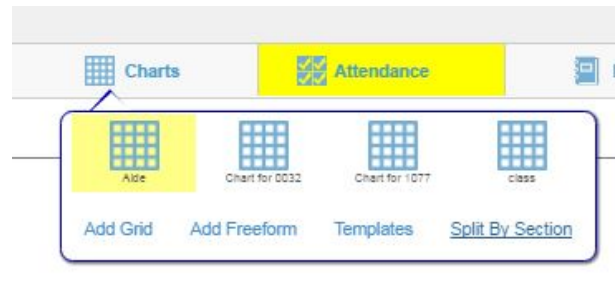 Charts Attendance
Aide Chart for 0032 Chart for 1077 class
Add Grid Add Freeform Templates Split By Section